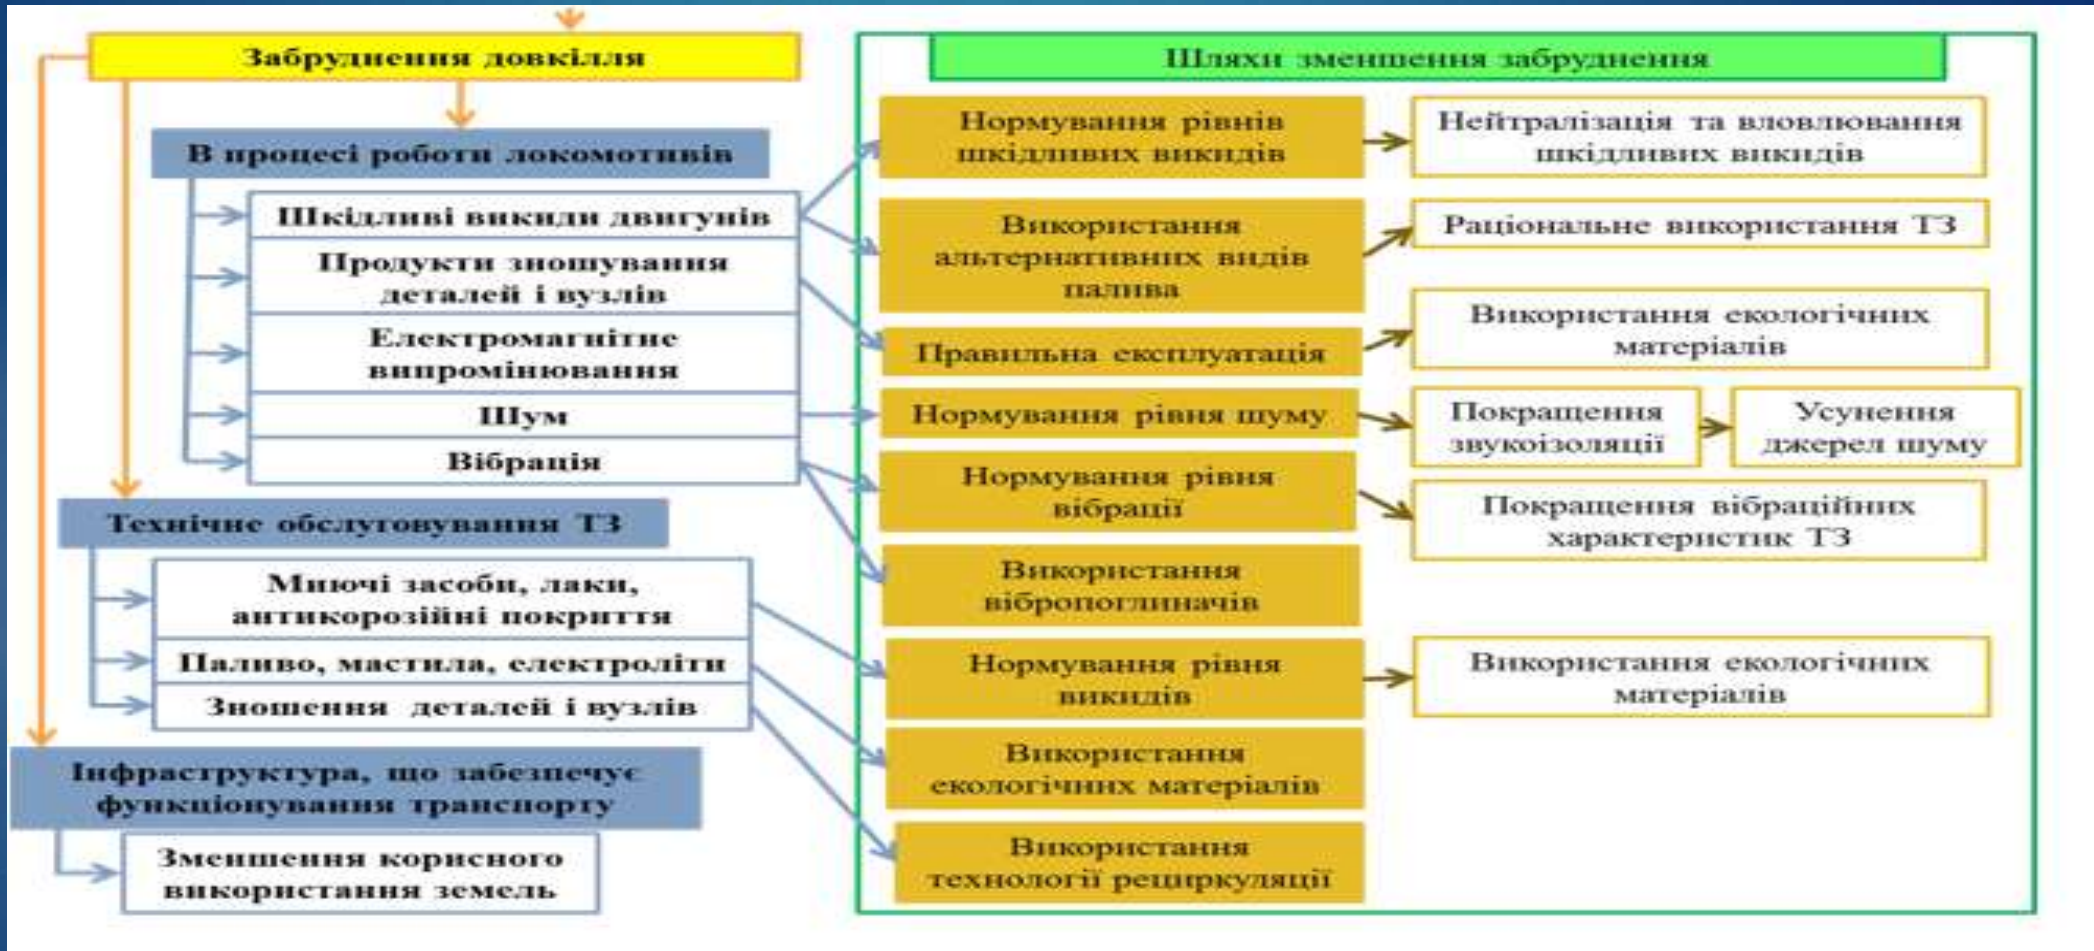 Забруднення довкілля
В процесі роботи локомотивів
Шкідливі викиди двигунів
Продукти зношування
деталей і вузлів
Електромагнітне
випромінювання
Шум
Вібрація
Технічне обслуговування ТЗ
Миючі засоби, лаки,
антикорозійні покриття
Паливо, мастила, електроліти
Зношення деталей і вузлів
Інфраструктура, що забезпечує
функціонування транспорту
Зменшення корисного
використання земель
Шляхи зменшення забруднення
Нормування рівнів
шкідливих викидів
Нейтралізація та вловлювання
шкідливих викидів
Використання
альтернативних видів
палива
Раціональне використання ТЗ
Правильна експлуатація
Використання екологічних
матеріалів
Нормування рівня шуму
Покращення
звукоізоляції
Усунення
джерел шуму
Нормування рівня
вібрації
Покращення вібраційних
характеристик ТЗ
Використання
вібропоглиначів
Нормування рівня
викидів
Використання екологічних
матеріалів
Використання
екологічних матеріалів
Використання
технології рециркуляції